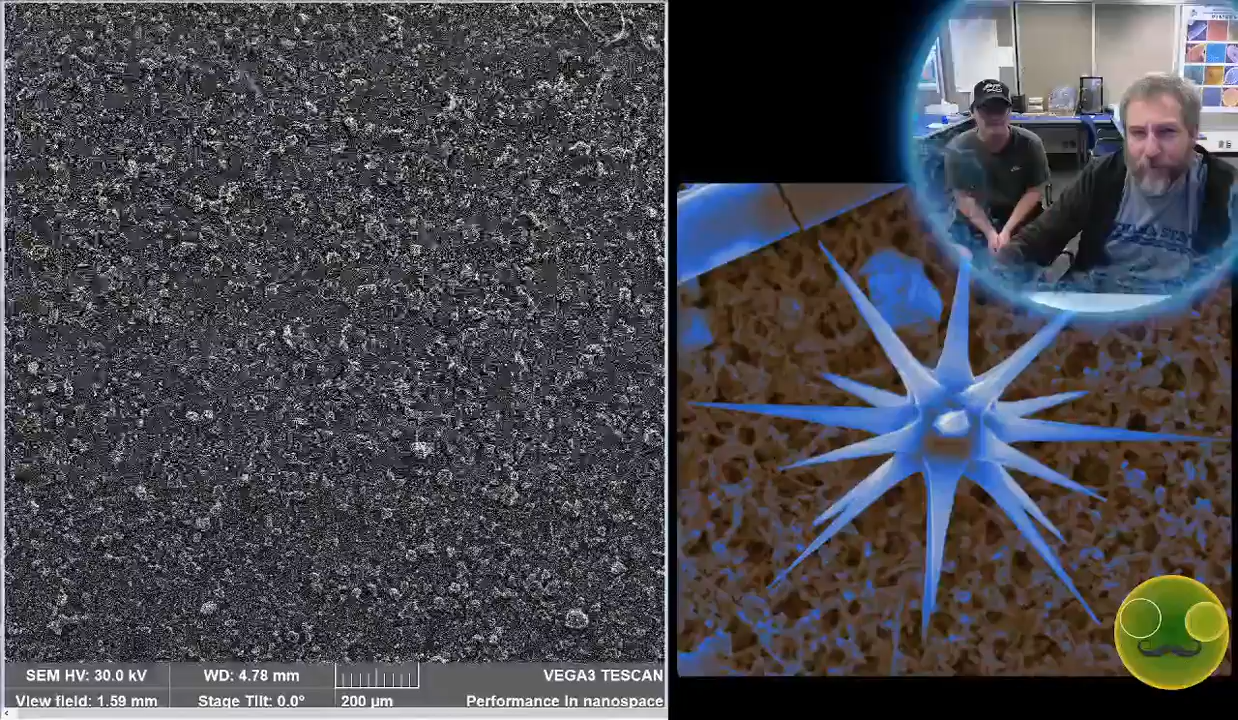 SEM HV: 30.0 kV
WD: 4.78 mm
VEGA3 TESCAN
View field: 1.59 mm
Stage Tilt: 0.0°
200 µm
Performance in nanospace